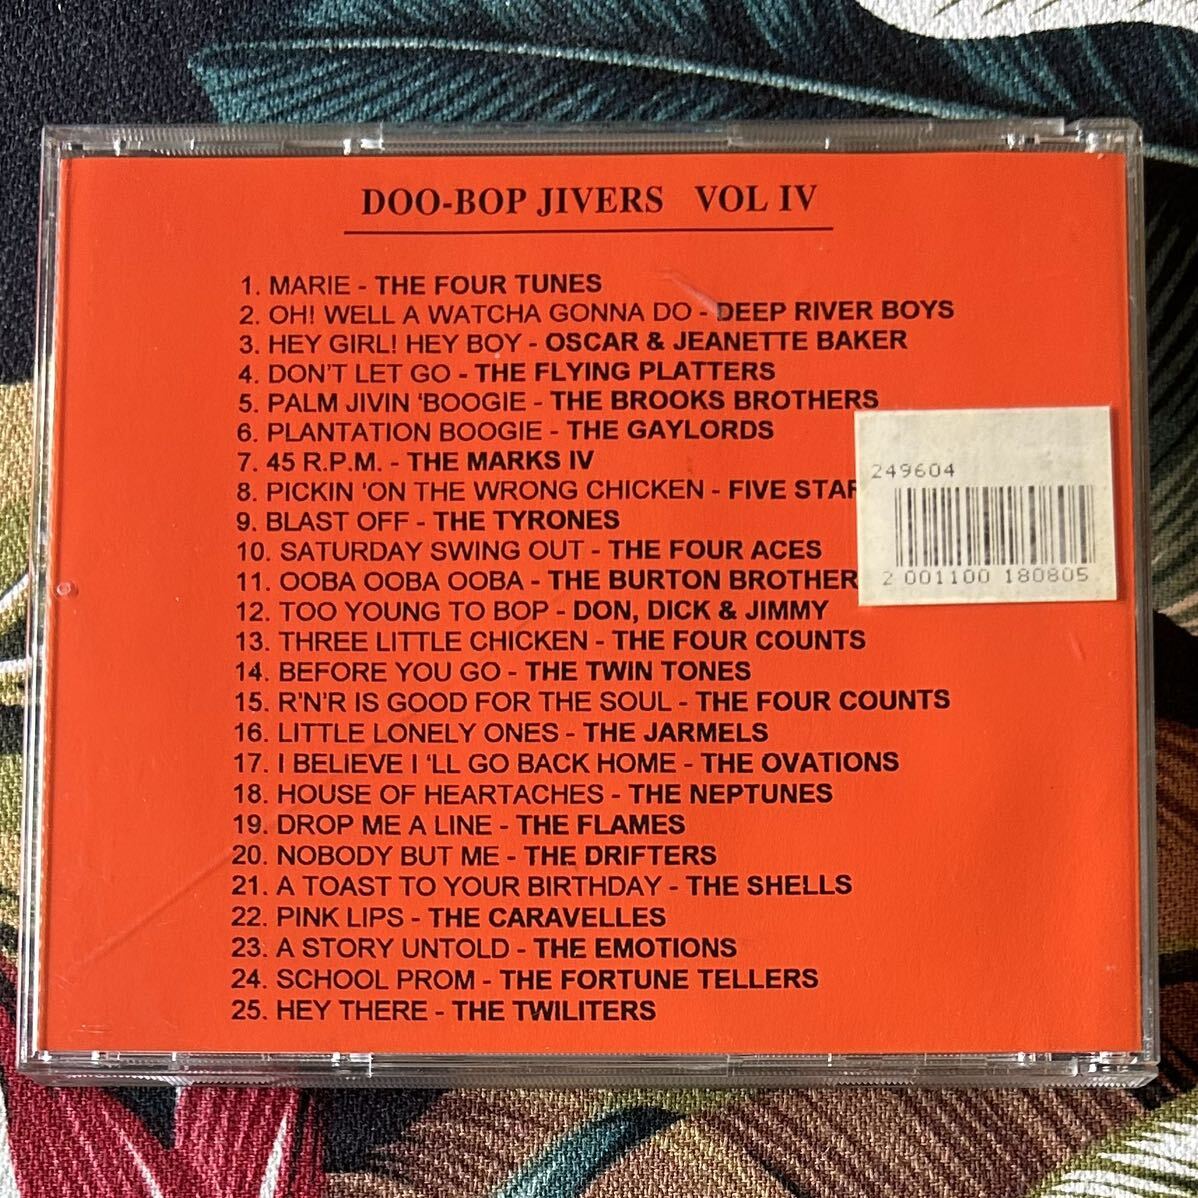 DOO-BOP JIVERS VOL IV
1. MARIE - THE FOUR TUNES
2. OH! WELL A WATCHA GONNA DO - DEEP RIVER BOYS
3. HEY GIRL! HEY BOY - OSCAR & JEANETTE BAKER
4. DON'T LET GO - THE FLYING PLATTERS
5. PALM JIVIN 'BOOGIE - THE BROOKS BROTHERS
6. PLANTATION BOOGIE - THE GAYLORDS
7. 45 R.P.M. - THE MARKS IV
8. PICKIN 'ON THE WRONG CHICKEN - FIVE STAR
9. BLAST OFF - THE TYRONES
10. SATURDAY SWING OUT - THE FOUR ACES
11. OOBA OOBA OOBA - THE BURTON BROTHER
12. TOO YOUNG TO BOP - DON, DICK & JIMMY
13. THREE LITTLE CHICKEN - THE FOUR COUNTS
14. BEFORE YOU GO - THE TWIN TONES
15. R'N'R IS GOOD FOR THE SOUL - THE FOUR COUNTS
16. LITTLE LONELY ONES - THE JARMELS
17. I BELIEVE I 'LL GO BACK HOME - THE OVATIONS
18. HOUSE OF HEARTACHES - THE NEPTUNES
19. DROP ME A LINE - THE FLAMES
20. NOBODY BUT ME - THE DRIFTERS
21. A TOAST TO YOUR BIRTHDAY - THE SHELLS
22. PINK LIPS - THE CARAVELLES
23. A STORY UNTOLD - THE EMOTIONS
24. SCHOOL PROM - THE FORTUNE TELLERS
25. HEY THERE - THE TWILITERS
249604
2 001100 180805